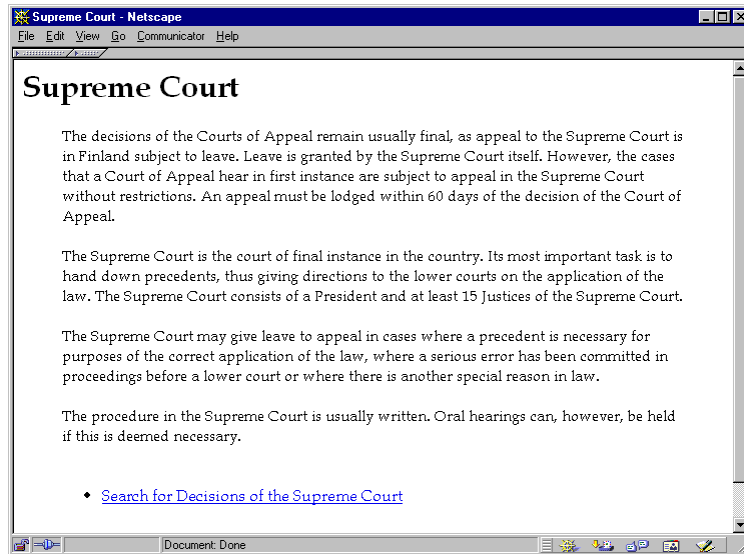 Supreme Court - Netscape
File Edit View Go Communicator Help
Supreme Court
The decisions of the Courts of Appeal remain usually final, as appeal to the Supreme Court is
in Finland subject to leave. Leave is granted by the Supreme Court itself. However, the cases
that a Court of Appeal hear in first instance are subject to appeal in the Supreme Court
without restrictions. An appeal must be lodged within 60 days of the decision of the Court of
Appeal.
The Supreme Court is the court of final instance in the country. Its most important task is to
hand down precedents, thus giving directions to the lower courts on the application of the
law. The Supreme Court consists of a President and at least 15 Justices of the Supreme Court.
The Supreme Court may give leave to appeal in cases where a precedent is necessary for
purposes of the correct application of the law, where a serious error has been committed in
proceedings before a lower court or where there is another special reason in law.
The procedure in the Supreme Court is usually written. Oral hearings can, however, be held
if this is deemed necessary.
Search for Decisions of the Supreme Court
Document: Done